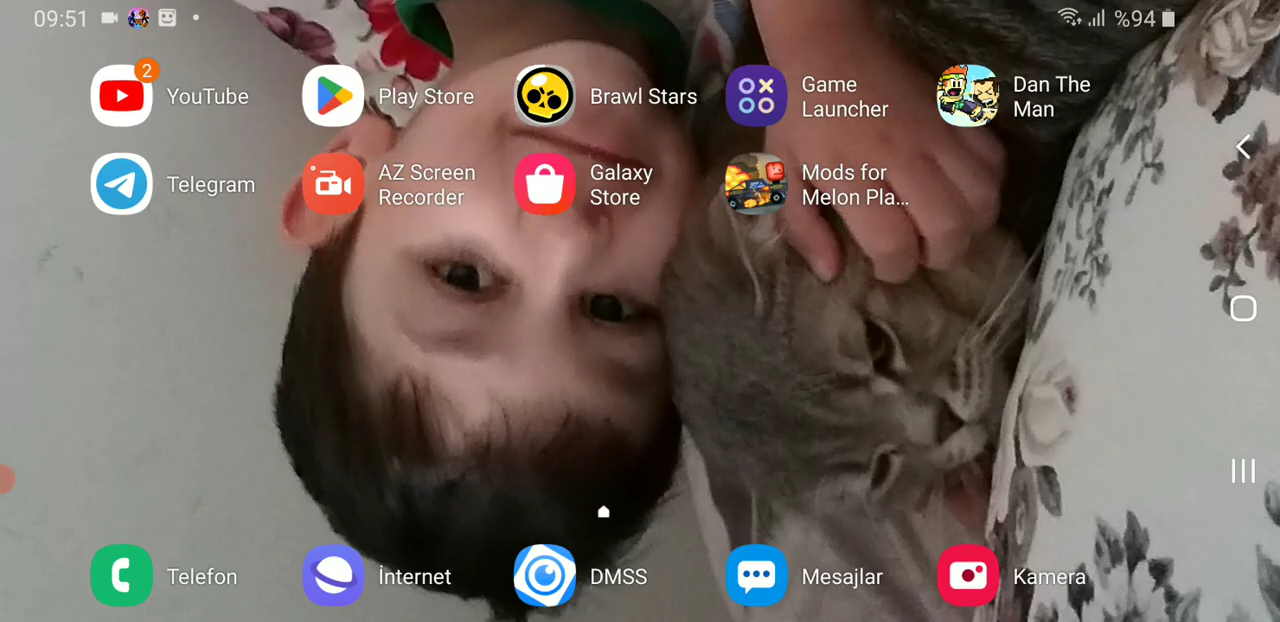 09:51
%94
2
YouTube
Play Store
Brawl Stars
Game
Launcher
Dan The
Man
Telegram
AZ Screen
Recorder
Galaxy
Store
Mods for
Melon Pla...
Telefon
İnternet
DMSS
Mesajlar
Kamera